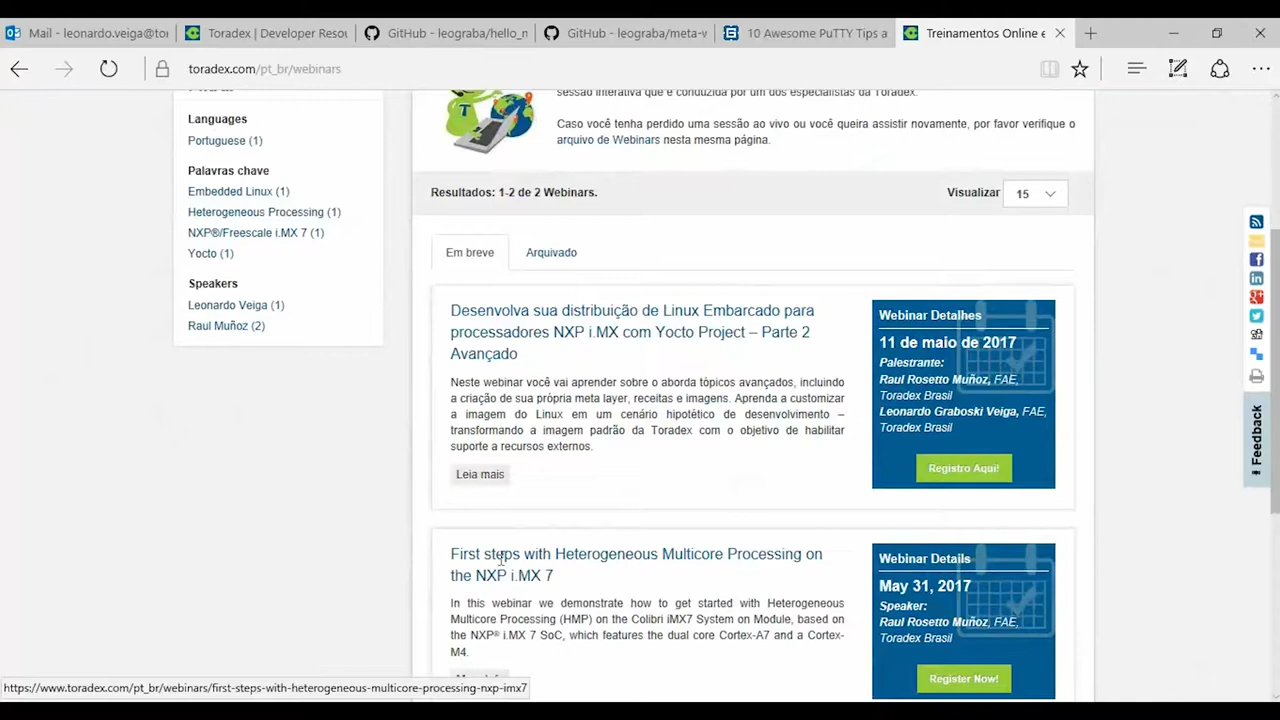 Mail - leonardo.veiga@to
Toradex | Developer Resou
GitHub - leograba/hello_n
GitHub - leograba/meta-v
10 Awesome PuTTY Tips a
Treinamentos Online e
toradex.com/pt_br/webinars
Languages
Portuguese (1)
Palavras chave
Embedded Linux (1)
Heterogeneous Processing (1)
NXP®/Freescale i.MX 7 (1)
Yocto (1)
Speakers
Leonardo Veiga (1)
Raul Muñoz (2)
sessão interativa que é conduzida por um dos especialistas da Toradex.
Caso você tenha perdido uma sessão ao vivo ou você queira assistir novamente, por favor verifique o
arquivo de Webinars nesta mesma página.
Resultados: 1-2 de 2 Webinars.
Visualizar 15
Em breve
Arquivado
Desenvolva sua distribuição de Linux Embarcado para
processadores NXP i.MX com Yocto Project – Parte 2
Avançado
Neste webinar você vai aprender sobre o aborda tópicos avançados, incluindo
a criação de sua própria meta layer, receitas e imagens. Aprenda a customizar
a imagem do Linux em um cenário hipotético de desenvolvimento –
transformando a imagem padrão da Toradex com o objetivo de habilitar
suporte a recursos externos.
Leia mais
Webinar Detalhes
11 de maio de 2017
Palestrante:
Raul Rosetto Muñoz, FAE,
Toradex Brasil
Leonardo Graboski Veiga, FAE,
Toradex Brasil
Registro Aqui!
First steps with Heterogeneous Multicore Processing on
the NXP i.MX 7
In this webinar we demonstrate how to get started with Heterogeneous
Multicore Processing (HMP) on the Colibri iMX7 System on Module, based on
the NXP® i.MX 7 SoC, which features the dual core Cortex-A7 and a Cortex-
M4.
Webinar Details
May 31, 2017
Speaker:
Raul Rosetto Muñoz, FAE,
Toradex Brasil
Register Now!
Feedback
https://www.toradex.com/pt_br/webinars/first-steps-with-heterogeneous-multicore-processing-nxp-imx7